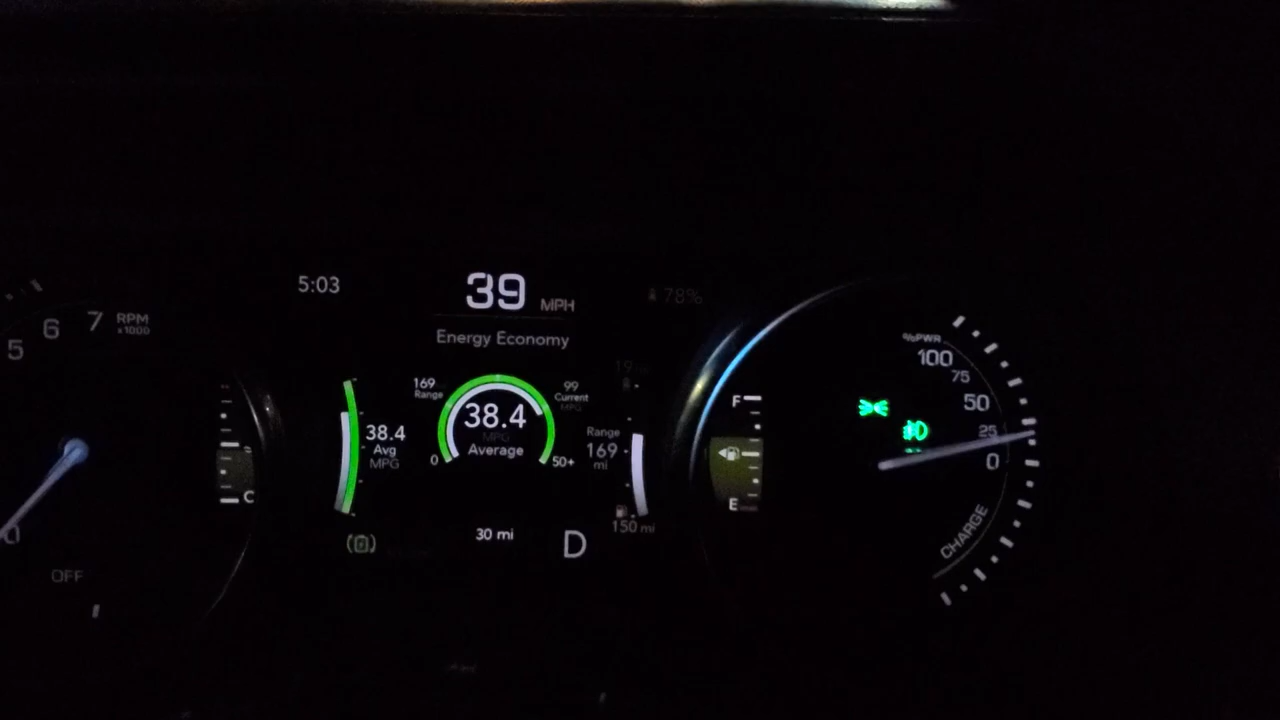 5:03
39 MPH
78%
Energy Economy
5
6
7
RPM
x1000
0
OFF
C
38.4
Avg
MPG
169
Range
99
Current
MPG
38.4
MPG
Average
0
50+
Range
169
mi
150 mi
30 mi
D
F
E
%PWR
100
75
50
25
0
CHARGE